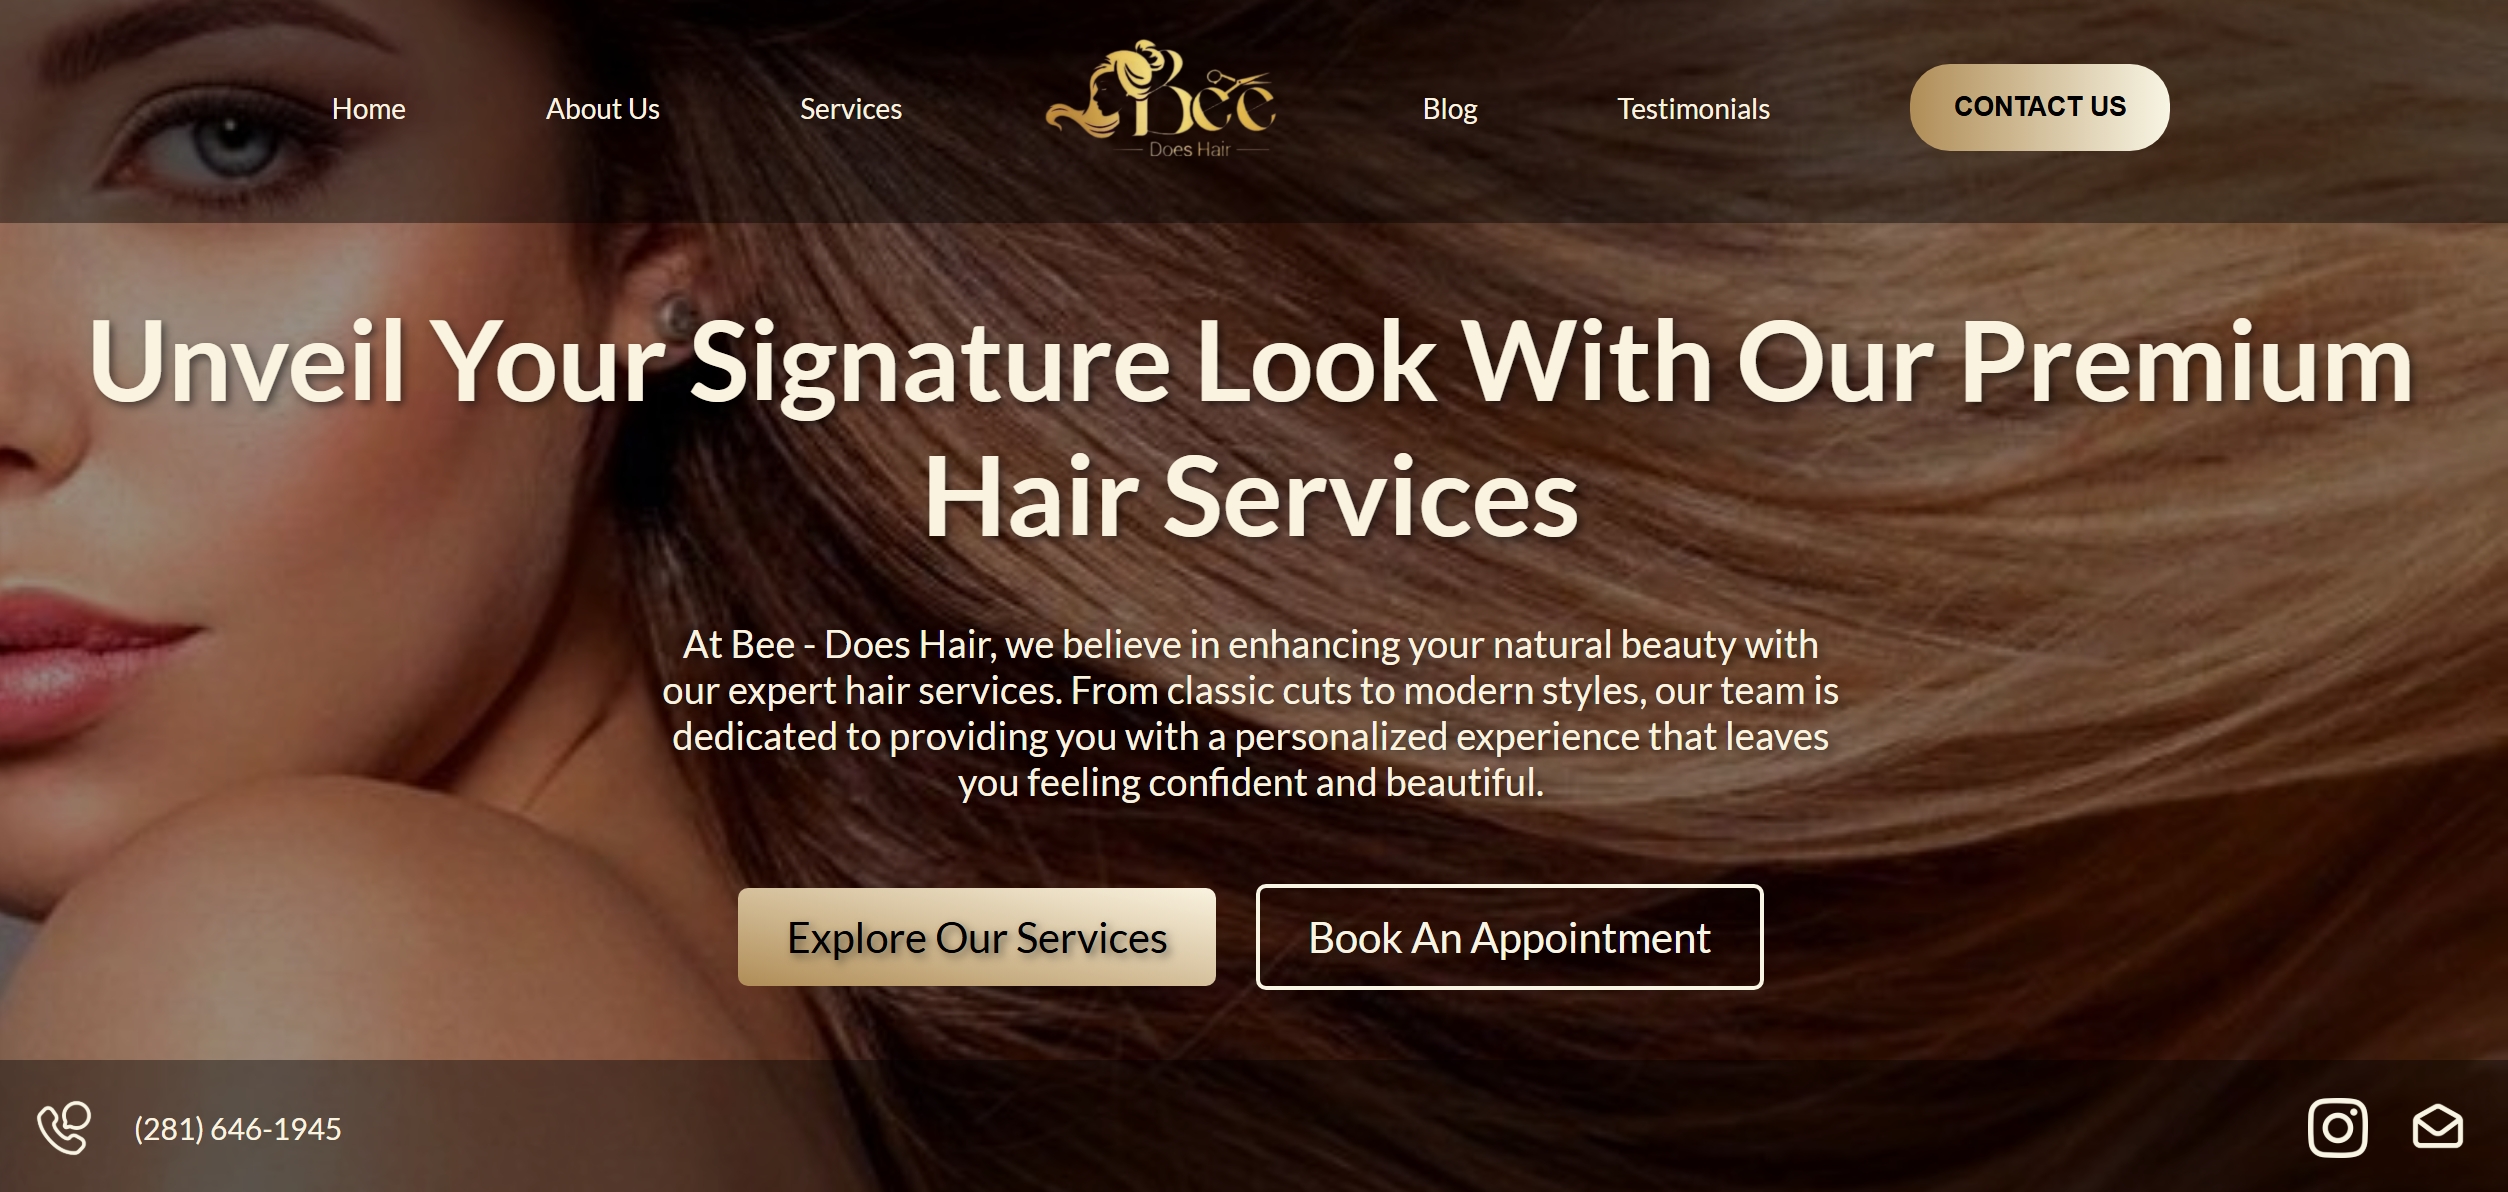 Home
About Us
Services
Bee
Does Hair
Blog
Testimonials
CONTACT US
Unveil Your Signature Look With Our Premium
Hair Services
At Bee - Does Hair, we believe in enhancing your natural beauty with
our expert hair services. From classic cuts to modern styles, our team is
dedicated to providing you with a personalized experience that leaves
you feeling confident and beautiful.
Explore Our Services
Book An Appointment
(281) 646-1945